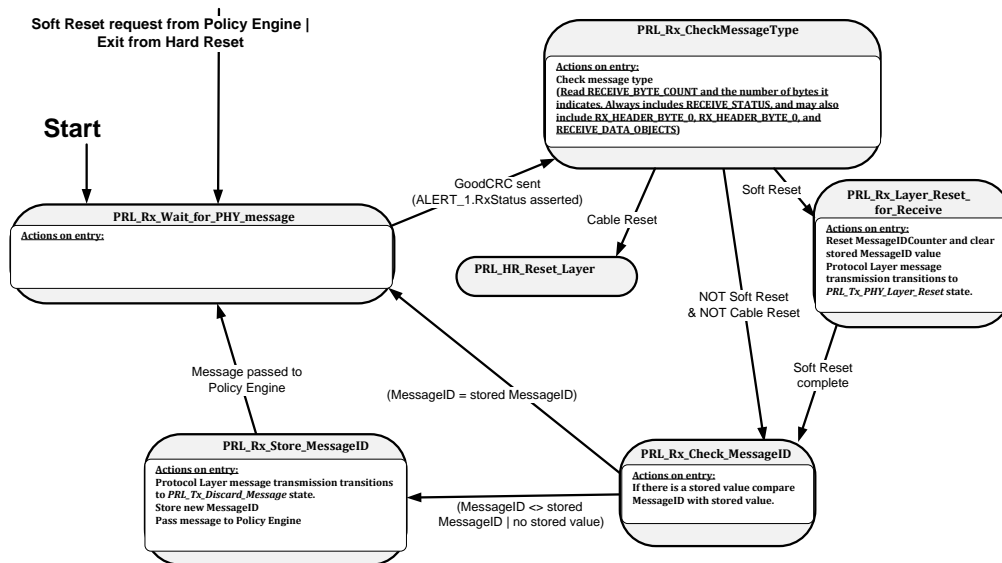 Soft Reset request from Policy Engine |
Exit from Hard Reset
Start
PRL_Rx_Wait_for_PHY_message
Actions on entry:
GoodCRC sent
(ALERT_1.RxStatus asserted)
PRL_Rx_CheckMessageType
Actions on entry:
Check message type
(Read RECEIVE_BYTE_COUNT and the number of bytes it
indicates. Always includes RECEIVE_STATUS, and may also
include RX_HEADER_BYTE_0, RX_HEADER_BYTE_0, and
RECEIVE_DATA_OBJECTS)
Cable Reset
PRL_HR_Reset_Layer
Soft Reset
PRL_Rx_Layer_Reset_
for_Receive
Actions on entry:
Reset MessageIDCounter and clear
stored MessageID value
Protocol Layer message
transmission transitions to
PRL_Tx_PHY_Layer_Reset state.
NOT Soft Reset
& NOT Cable Reset
Soft Reset
complete
Message passed to
Policy Engine
(MessageID = stored MessageID)
PRL_Rx_Store_MessageID
Actions on entry:
Protocol Layer message transmission transitions
to PRL_Tx_Discard_Message state.
Store new MessageID
Pass message to Policy Engine
(MessageID <> stored
MessageID | no stored value)
PRL_Rx_Check_MessageID
Actions on entry:
If there is a stored value compare
MessageID with stored value.